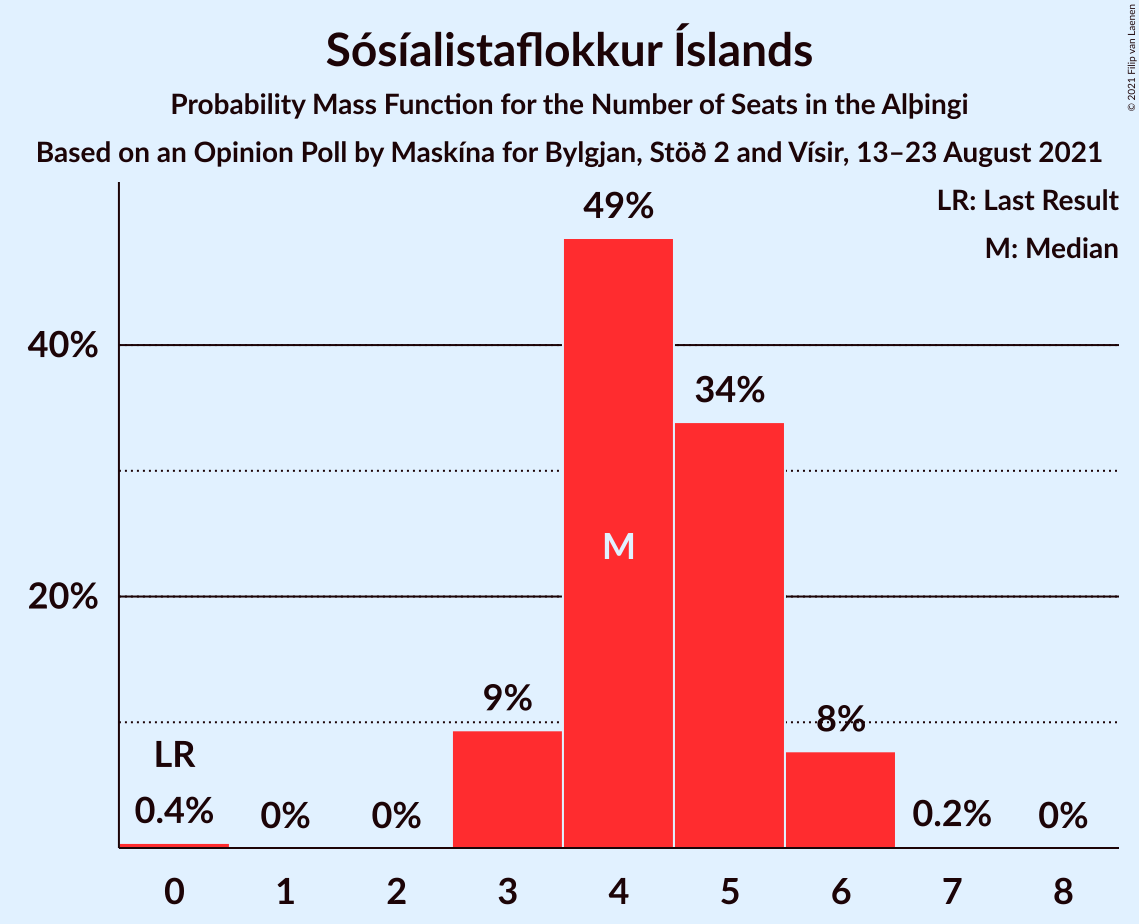 Sósíalistaflokkur Íslands
Probability Mass Function for the Number of Seats in the Alþingi
Based on an Opinion Poll by Maskína for Bylgjan, Stöð 2 and Vísir, 13–23 August 2021
© 2021 Filip van Laenen
LR: Last Result
M: Median
49%
40%
34%
M
20%
9%
8%
LR
0.4%
0%
0%
0.2%
0%
0
1
2
3
4
5
6
7
8